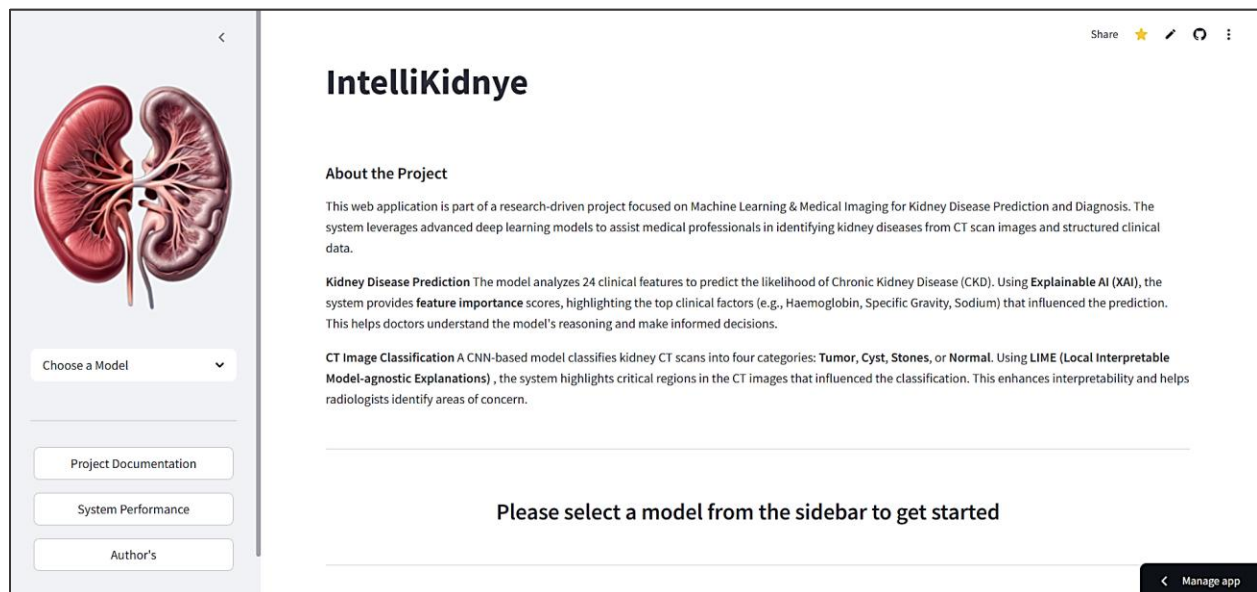 Share
IntelliKidnye
About the Project
This web application is part of a research-driven project focused on Machine Learning & Medical Imaging for Kidney Disease Prediction and Diagnosis. The
system leverages advanced deep learning models to assist medical professionals in identifying kidney diseases from CT scan images and structured clinical
data.
Kidney Disease Prediction The model analyzes 24 clinical features to predict the likelihood of Chronic Kidney Disease (CKD). Using Explainable AI (XAI), the
system provides feature importance scores, highlighting the top clinical factors (e.g., Haemoglobin, Specific Gravity, Sodium) that influenced the prediction.
This helps doctors understand the model's reasoning and make informed decisions.
CT Image Classification A CNN-based model classifies kidney CT scans into four categories: Tumor, Cyst, Stones, or Normal. Using LIME (Local Interpretable
Model-agnostic Explanations) , the system highlights critical regions in the CT images that influenced the classification. This enhances interpretability and helps
radiologists identify areas of concern.
Please select a model from the sidebar to get started
Choose a Model
Project Documentation
System Performance
Author's
Manage app